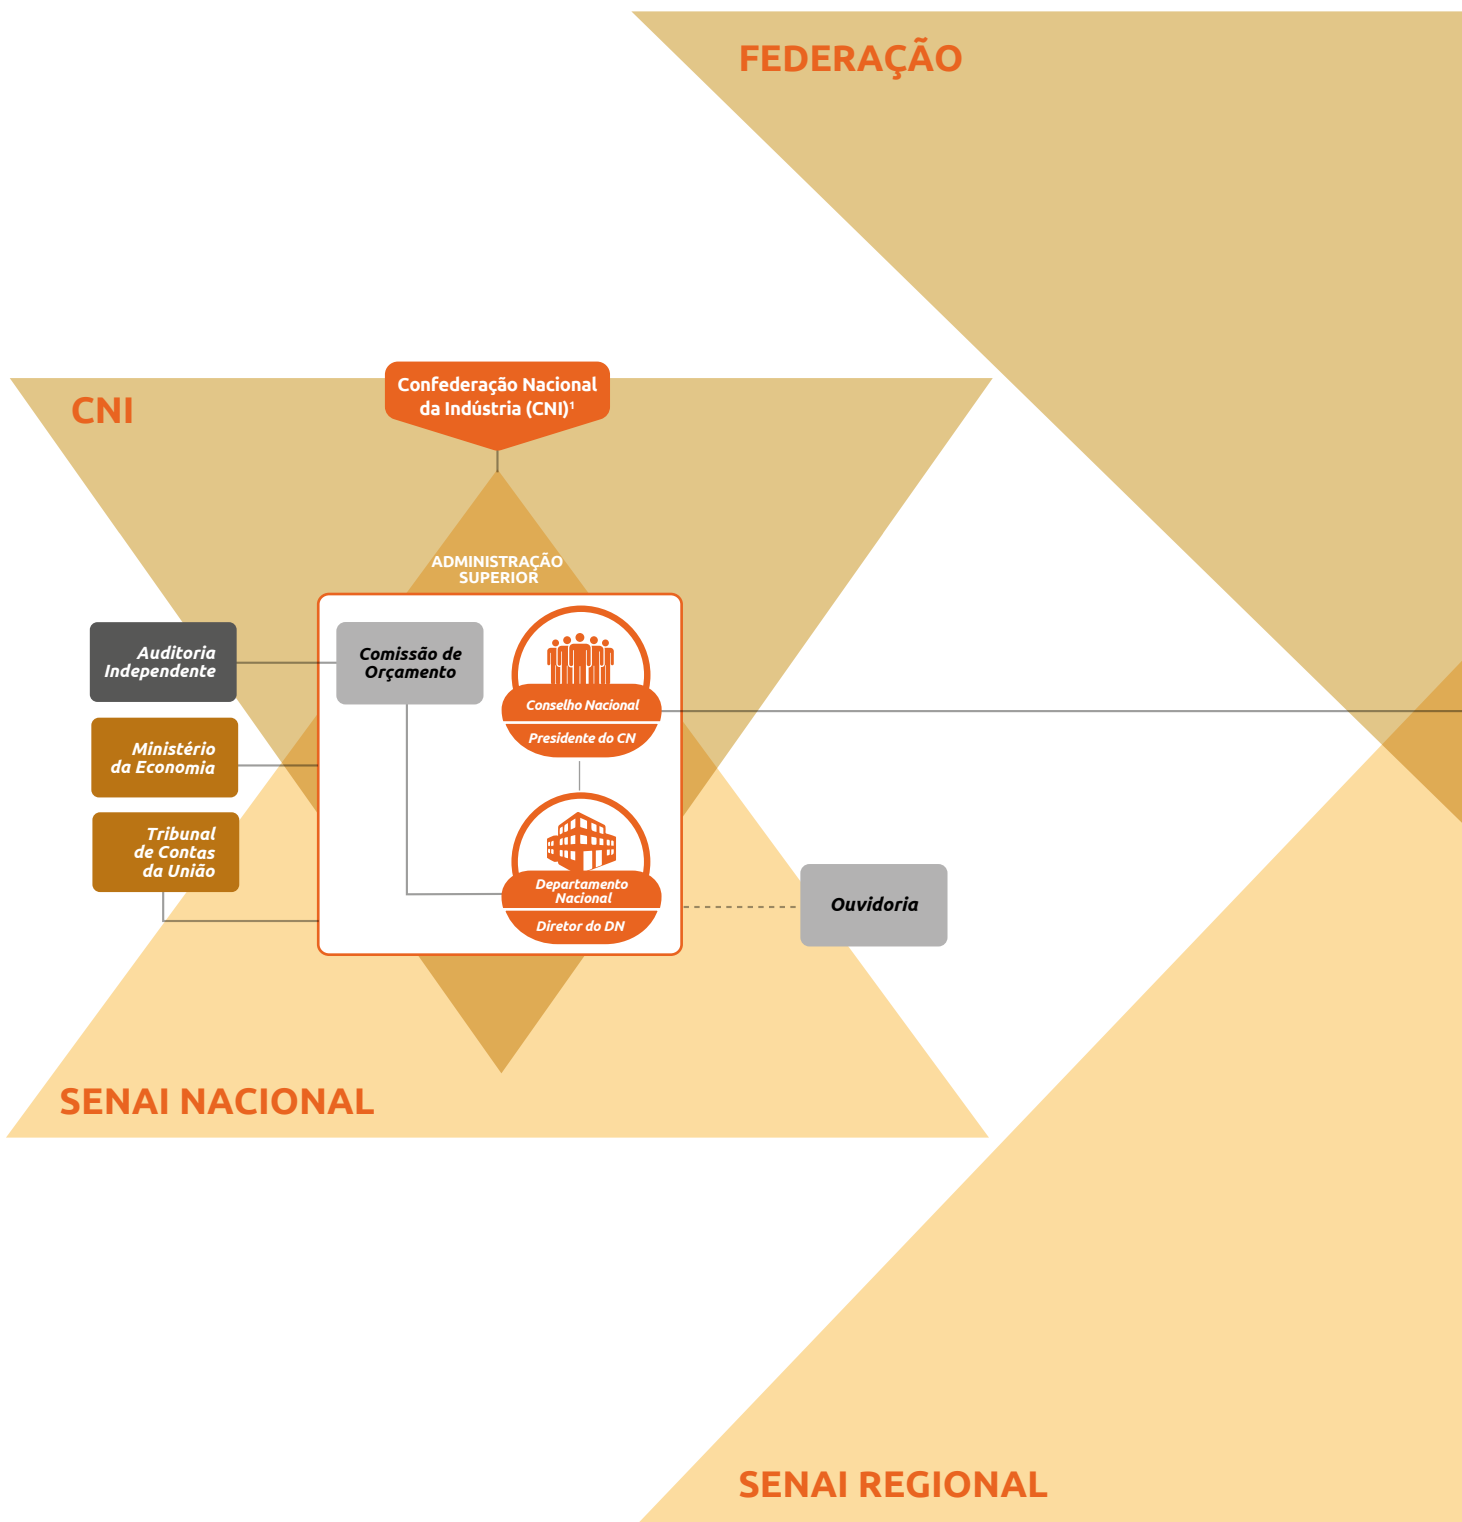 FEDERAÇÃO
Confederação Nacional
da Indústria (CNI)¹
CNI
ADMINISTRAÇÃO
SUPERIOR
Auditoria
Independente
Comissão de
Orçamento
Conselho Nacional
Presidente do CN
Ministério
da Economia
Tribunal
de Contas
da União
Departamento
Nacional
Diretor do DN
Ouvidoria
SENAI NACIONAL
SENAI REGIONAL